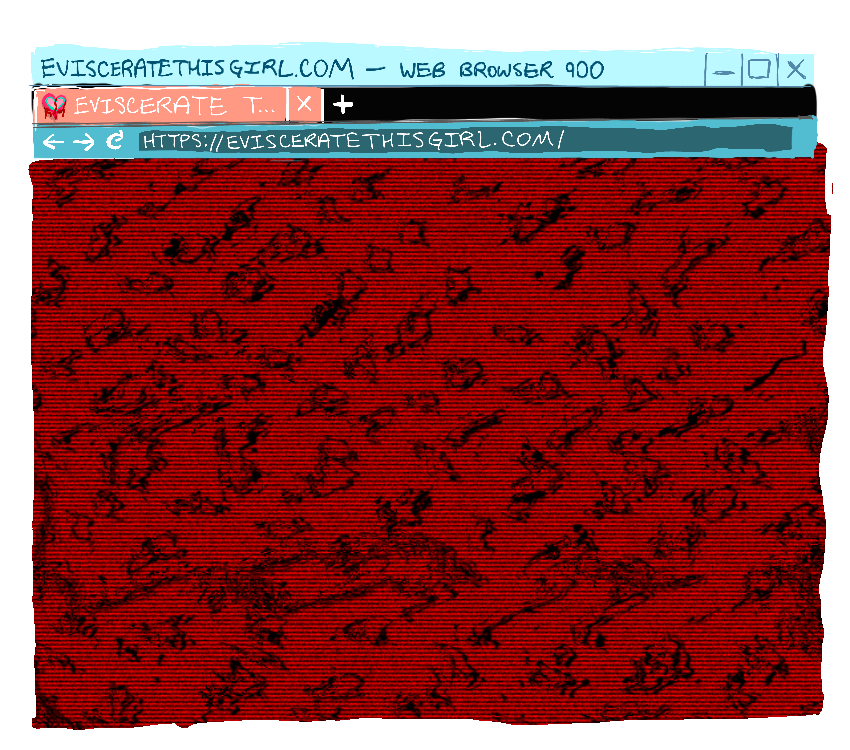 EVISCERATETHISGIRL.COM — WEB BROWSER 900
EVISCERATE T...
HTTPS://EVISCERATETHISGIRL.COM/